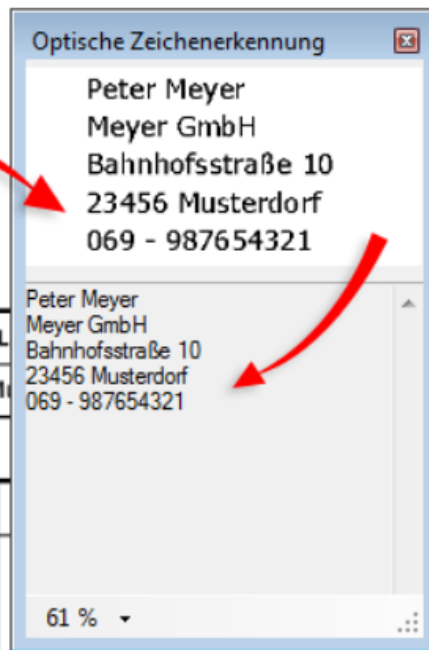 Optische Zeichenerkennung
Peter Meyer
Meyer GmbH
Bahnhofsstraße 10
23456 Musterdorf
069 - 987654321
Peter Meyer
Meyer GmbH
Bahnhofsstraße 10
23456 Musterdorf
069 - 987654321
61 %